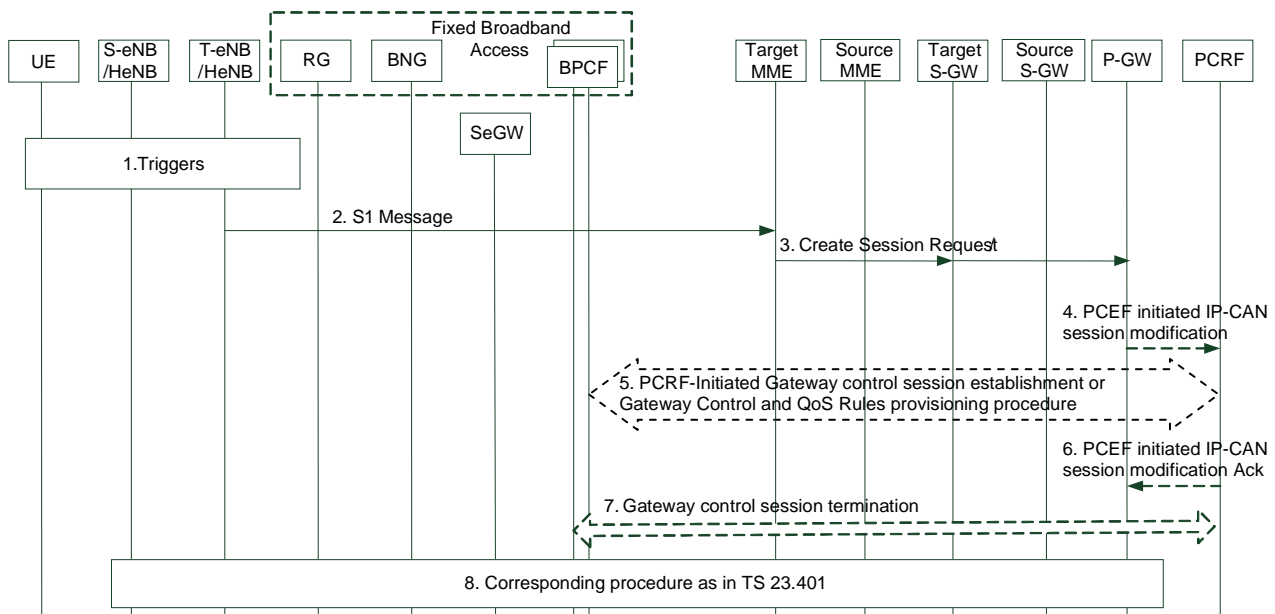 Fixed Broadband
Access
UE
S-eNB
/HeNB
T-eNB
/HeNB
RG
BNG
BPCF
Target
MME
Source
MME
Target
S-GW
Source
S-GW
P-GW
PCRF
SeGW
1.Triggers
2. S1 Message
3. Create Session Request/
4. PCEF initiated IP-CAN
session modification
5. PCRF-Initiated Gateway control session establishment or
Gateway Control and QoS Rules provisioning procedure
6. PCEF initiated IP-CAN
session modification Ack
7. Gateway control session termination
8. Corresponding procedure as in TS 23.401